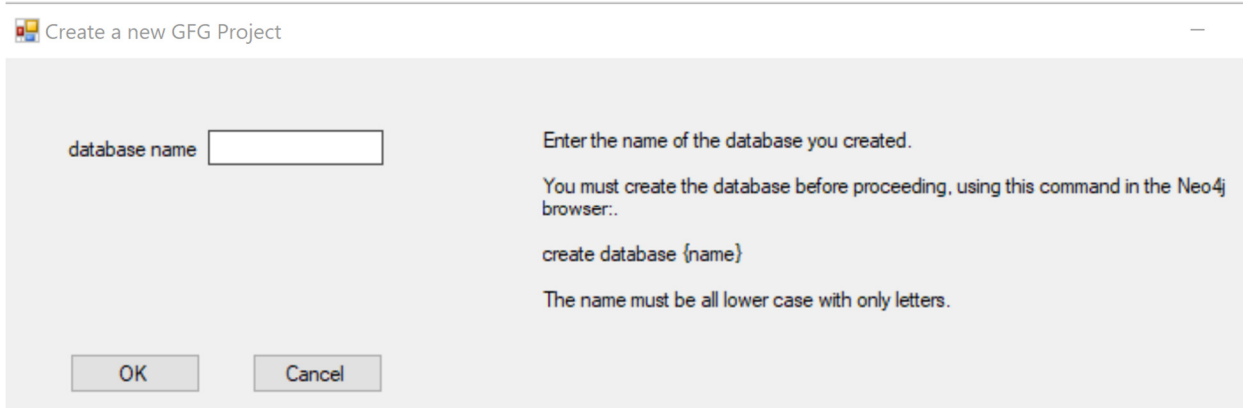 Create a new GFG Project
database name
Enter the name of the database you created.
You must create the database before proceeding, using this command in the Neo4j
browser:.
create database {name}
The name must be all lower case with only letters.
OK
Cancel